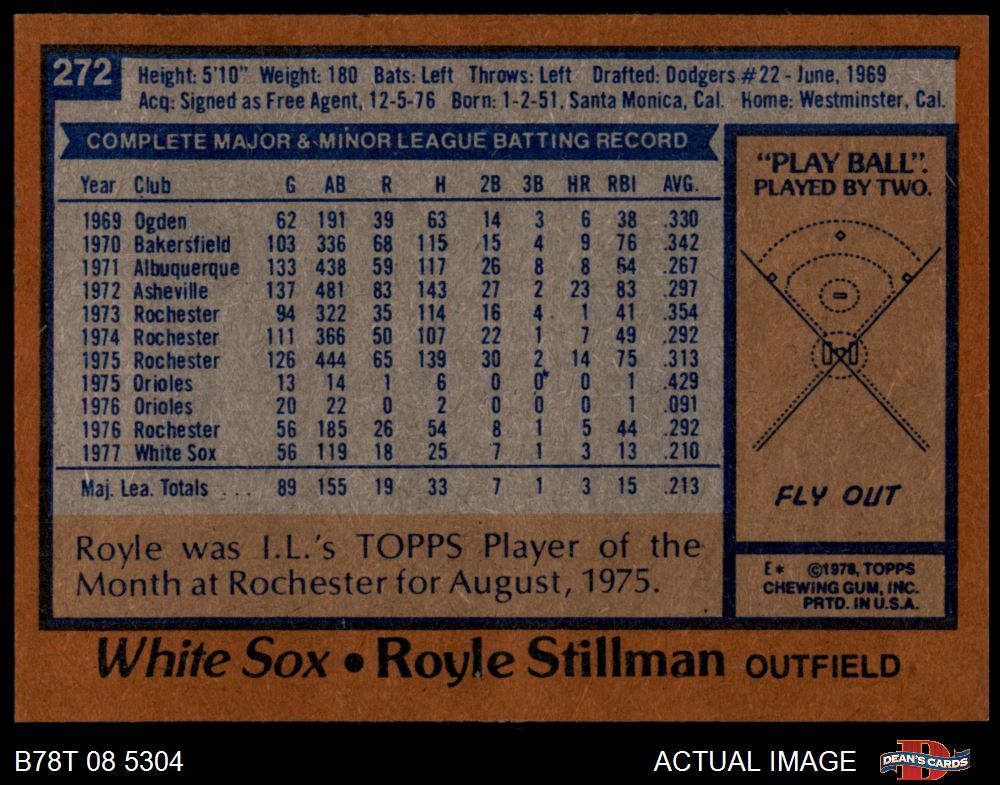 272
Height: 5'10" Weight: 180 Bats: Left Throws: Left Drafted: Dodgers #22 - June, 1969
Acq: Signed as Free Agent, 12-5-76 Born: 1-2-51, Santa Monica, Cal. Home: Westminster, Cal.
COMPLETE MAJOR & MINOR LEAGUE BATTING RECORD
Year Club G AB R H 2B 3B HR RBI AVG.
1969 Ogden 62 191 39 63 14 3 6 38 .330
1970 Bakersfield 103 336 68 115 15 4 9 76 .342
1971 Albuquerque 133 438 59 117 26 8 8 64 .267
1972 Asheville 137 481 83 143 27 2 23 83 .297
1973 Rochester 94 322 35 114 16 4 1 41 .354
1974 Rochester 111 366 50 107 22 1 7 49 .292
1975 Rochester 126 444 65 139 30 2 14 75 .313
1975 Orioles 13 14 1 6 0 0* 0 1 .429
1976 Orioles 20 22 0 2 0 0 0 1 .091
1976 Rochester 56 185 26 54 8 1 5 44 .292
1977 White Sox 56 119 18 25 7 1 3 13 .210
Maj. Lea. Totals . . . 89 155 19 33 7 1 3 15 .213
Royle was I.L.'s TOPPS Player of the
Month at Rochester for August, 1975.
"PLAY BALL".
PLAYED BY TWO.
FLY OUT
E* ©1978, TOPPS
CHEWING GUM, INC.
PRTD. IN U.S.A.
White Sox • Royle Stillman OUTFIELD
B78T 08 5304
ACTUAL IMAGE
D
DEAN'S CARDS